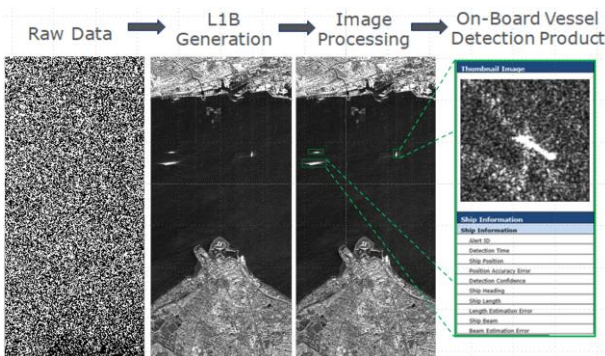 Raw Data
L1B
Generation
Image
Processing
On-Board Vessel
Detection Product
Thumbnail Image
Ship Information
Ship Information
Alert ID
Detection Time
Ship Position
Position Accuracy Error
Detection Confidence
Ship Heading
Ship Length
Length Estimation Error
Ship Beam
Beam Estimation Error